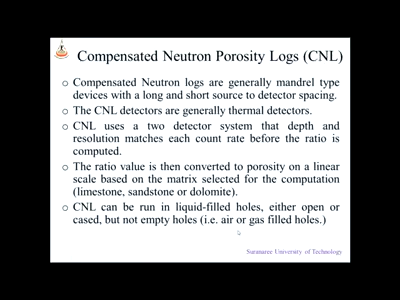 Compensated Neutron Porosity Logs (CNL)
o Compensated Neutron logs are generally mandrel type
devices with a long and short source to detector spacing.
o The CNL detectors are generally thermal detectors.
o CNL uses a two detector system that depth and
resolution matches each count rate before the ratio is
computed.
o The ratio value is then converted to porosity on a linear
scale based on the matrix selected for the computation
(limestone, sandstone or dolomite).
o CNL can be run in liquid-filled holes, either open or
cased, but not empty holes (i.e. air or gas filled holes.)
Suranaree University of Technology